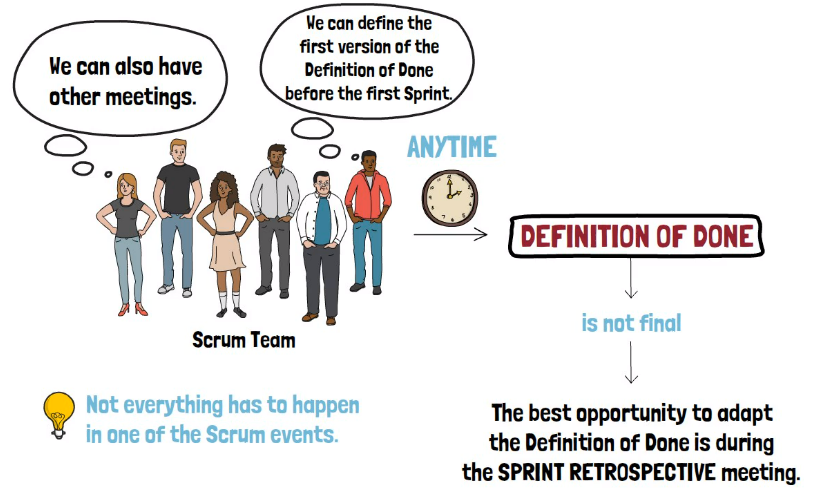 We can also have
other meetings.
We can define the
first version of the
Definition of Done
before the first Sprint.
ANYTIME
DEFINITION OF DONE
Scrum Team
is not final
Not everything has to happen
in one of the Scrum events.
The best opportunity to adapt
the Definition of Done is during
the SPRINT RETROSPECTIVE meeting.